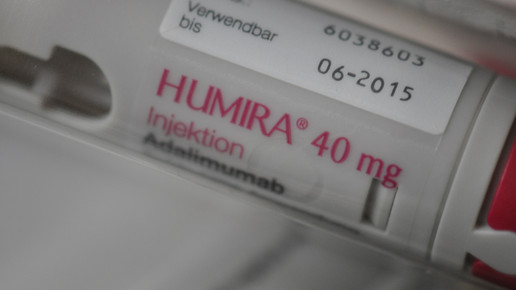 Verwendbar
bis
6038603
06-2015
HUMIRA® 40 mg
Injektion
Adalimumab